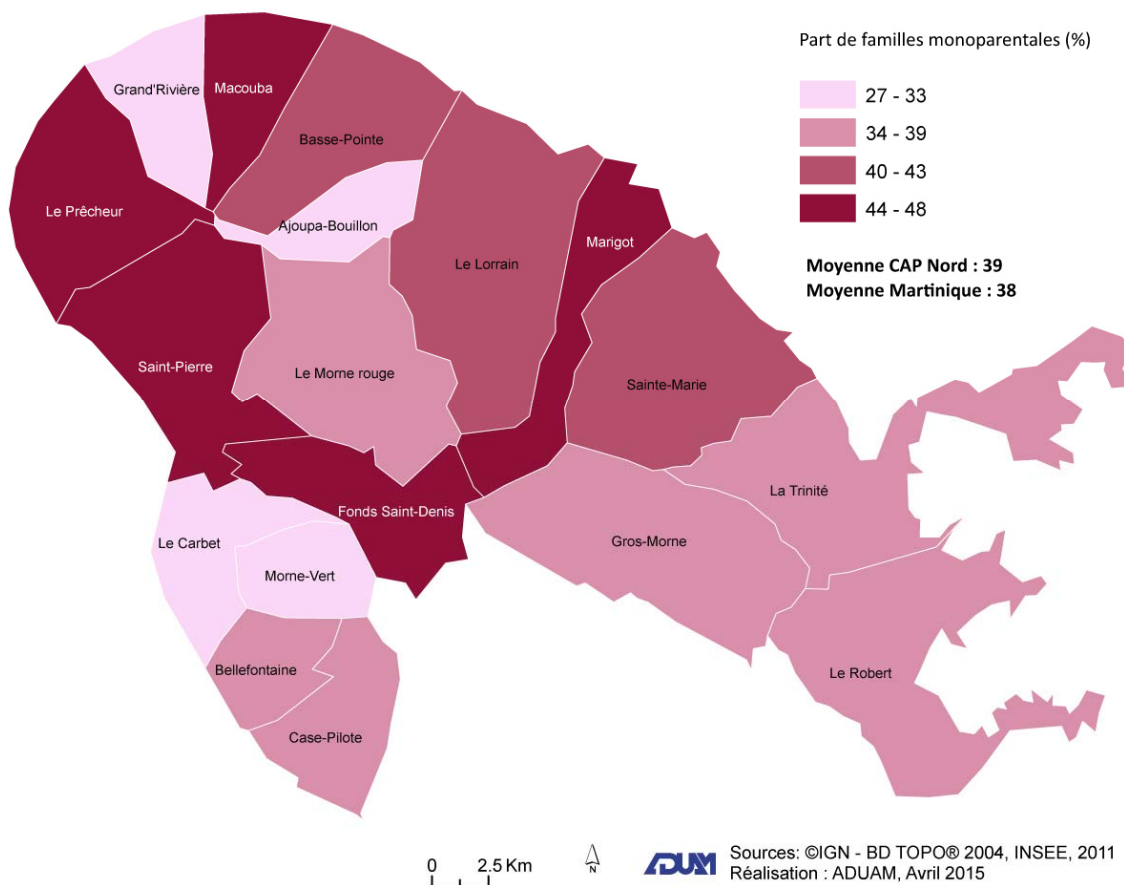 Part de familles monoparentales (%)
27 - 33
34 - 39
40 - 43
44 - 48
Moyenne CAP Nord : 39
Moyenne Martinique : 38
Grand'Rivière
Macouba
Basse-Pointe
Le Prêcheur
Ajoupa-Bouillon
Marigot
Le Lorrain
Saint-Pierre
Le Morne rouge
Sainte-Marie
La Trinité
Fonds Saint-Denis
Le Carbet
Gros-Morne
Morne-Vert
Bellefontaine
Le Robert
Case-Pilote
0 2.5 Km
N
ADUAM
Sources: ©IGN - BD TOPO® 2004, INSEE, 2011
Réalisation : ADUAM, Avril 2015